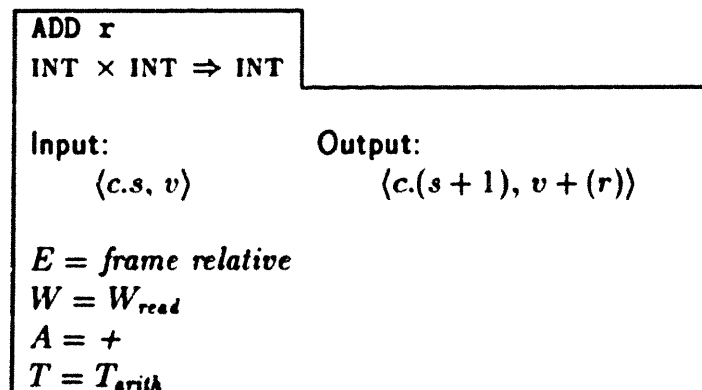 ADD r
INT × INT ⇒ INT
Input: Output:
⟨c.s, v⟩ ⟨c.(s + 1), v + (r)⟩
E = frame relative
W = W_read
A = +
T = T_arith